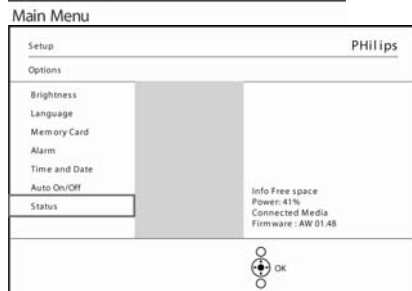 Main Menu
Setup
PHilips
Options
Brightness
Language
Memory Card
Alarm
Time and Date
Auto On/Off
Status
Info Free space
Power: 41%
Connected Media
Firmware : AW 01.48
OK